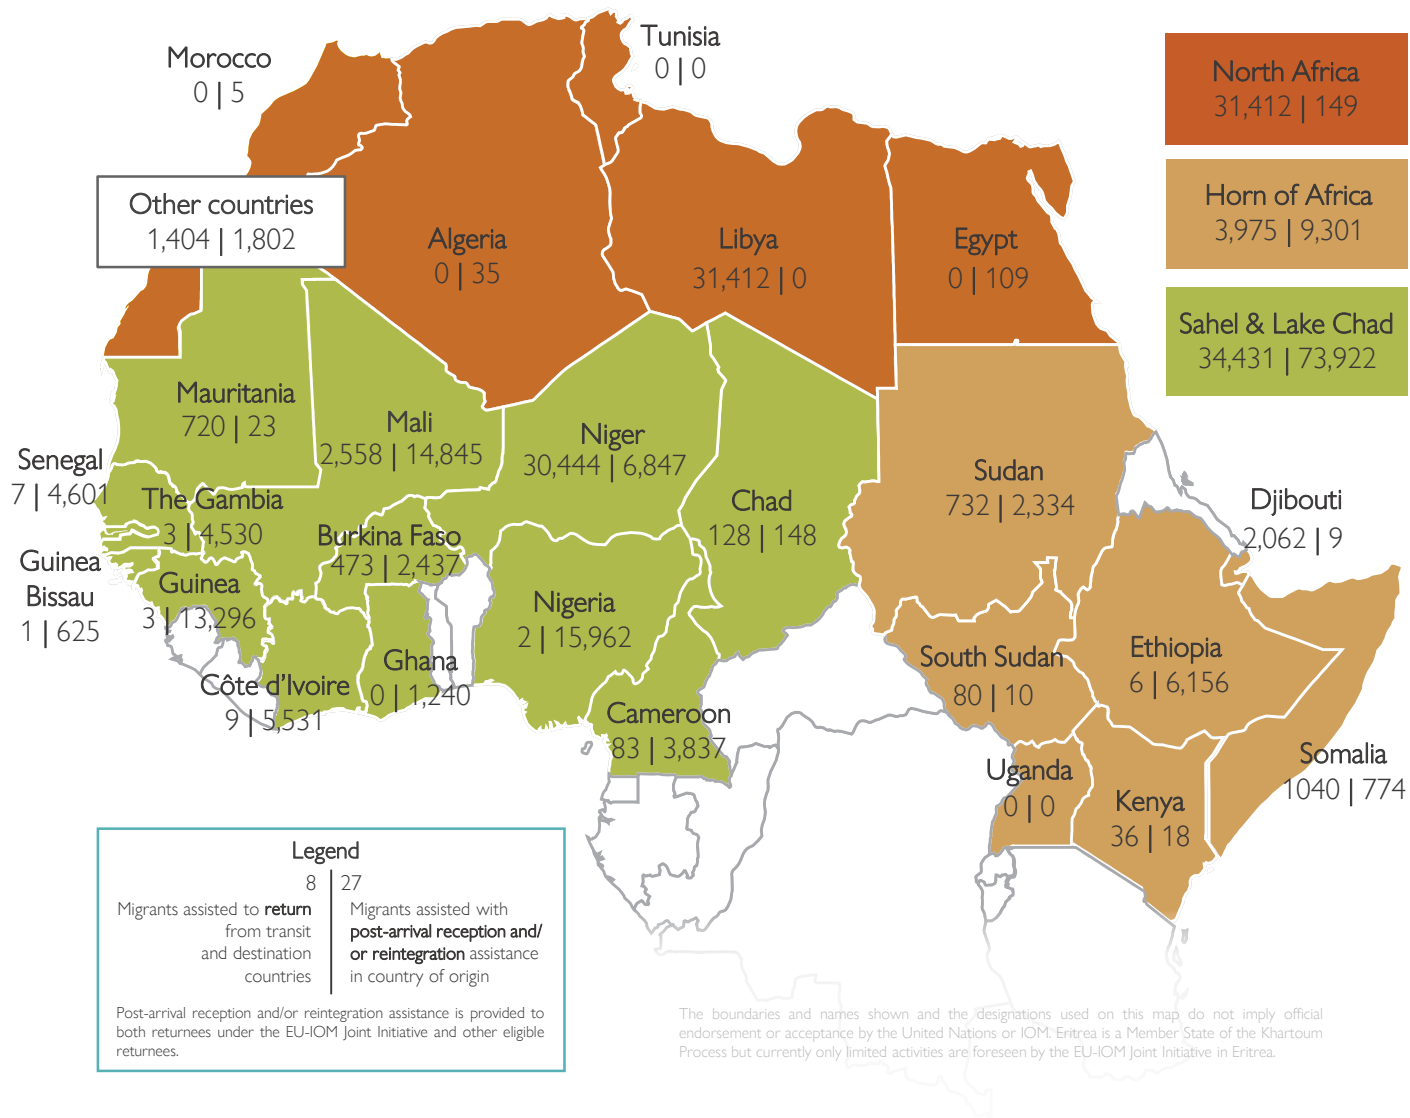 Tunisia
0 | 0
Morocco
0 | 5
North Africa
31,412 | 149
Horn of Africa
3,975 | 9,301
Sahel & Lake Chad
34,431 | 73,922
Other countries
1,404 | 1,802
Algeria
0 | 35
Libya
31,412 | 0
Egypt
0 | 109
Mauritania
720 | 23
Mali
2,558 | 14,845
Niger
30,444 | 6,847
Chad
128 | 148
Sudan
732 | 2,334
Djibouti
2,062 | 9
Senegal
7 | 4,601
The Gambia
3 | 4,530
Burkina Faso
473 | 2,437
Guinea
Bissau
1 | 625
Guinea
3 | 13,296
Nigeria
2 | 15,962
Ghana
0 | 1,240
Côte d'Ivoire
9 | 5,531
Cameroon
83 | 3,837
South Sudan
80 | 10
Ethiopia
6 | 6,156
Somalia
1040 | 774
Uganda
0 | 0
Kenya
36 | 18
Legend
8 | 27
Migrants assisted to return
from transit
and destination
countries
Migrants assisted with
post-arrival reception and/
or reintegration assistance
in country of origin
Post-arrival reception and/or reintegration assistance is provided to
both returnees under the EU-IOM Joint Initiative and other eligible
returnees.
The boundaries and names shown and the designations used on this map do not imply official
endorsement or acceptance by the United Nations or IOM. Eritrea is a Member State of the Khartoum
Process but currently only limited activities are foreseen by the EU-IOM Joint Initiative in Eritrea.